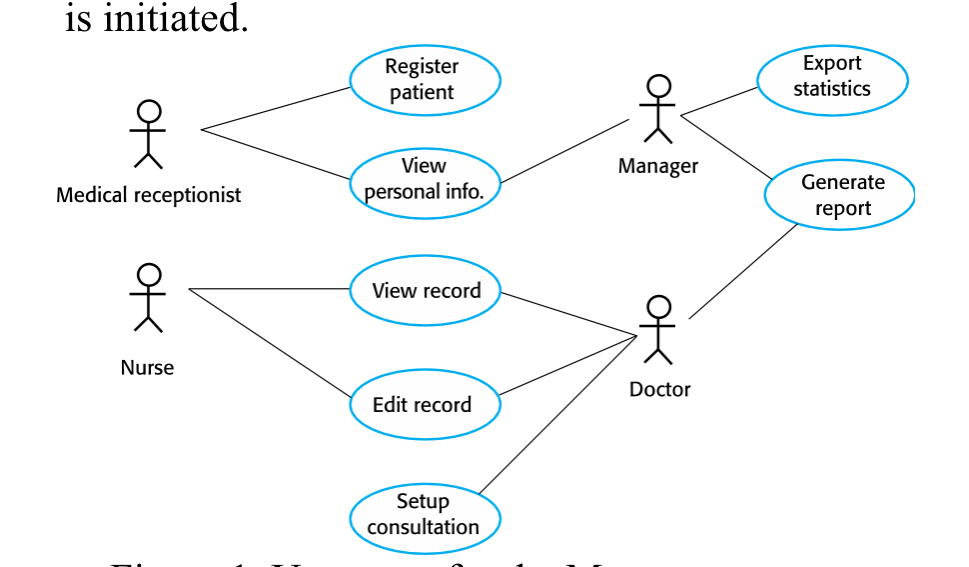 is initiated.
Register
patient
Export
statistics
Manager
View
personal info.
Medical receptionist
Generate
report
View record
Nurse
Doctor
Edit record
Setup
consultation